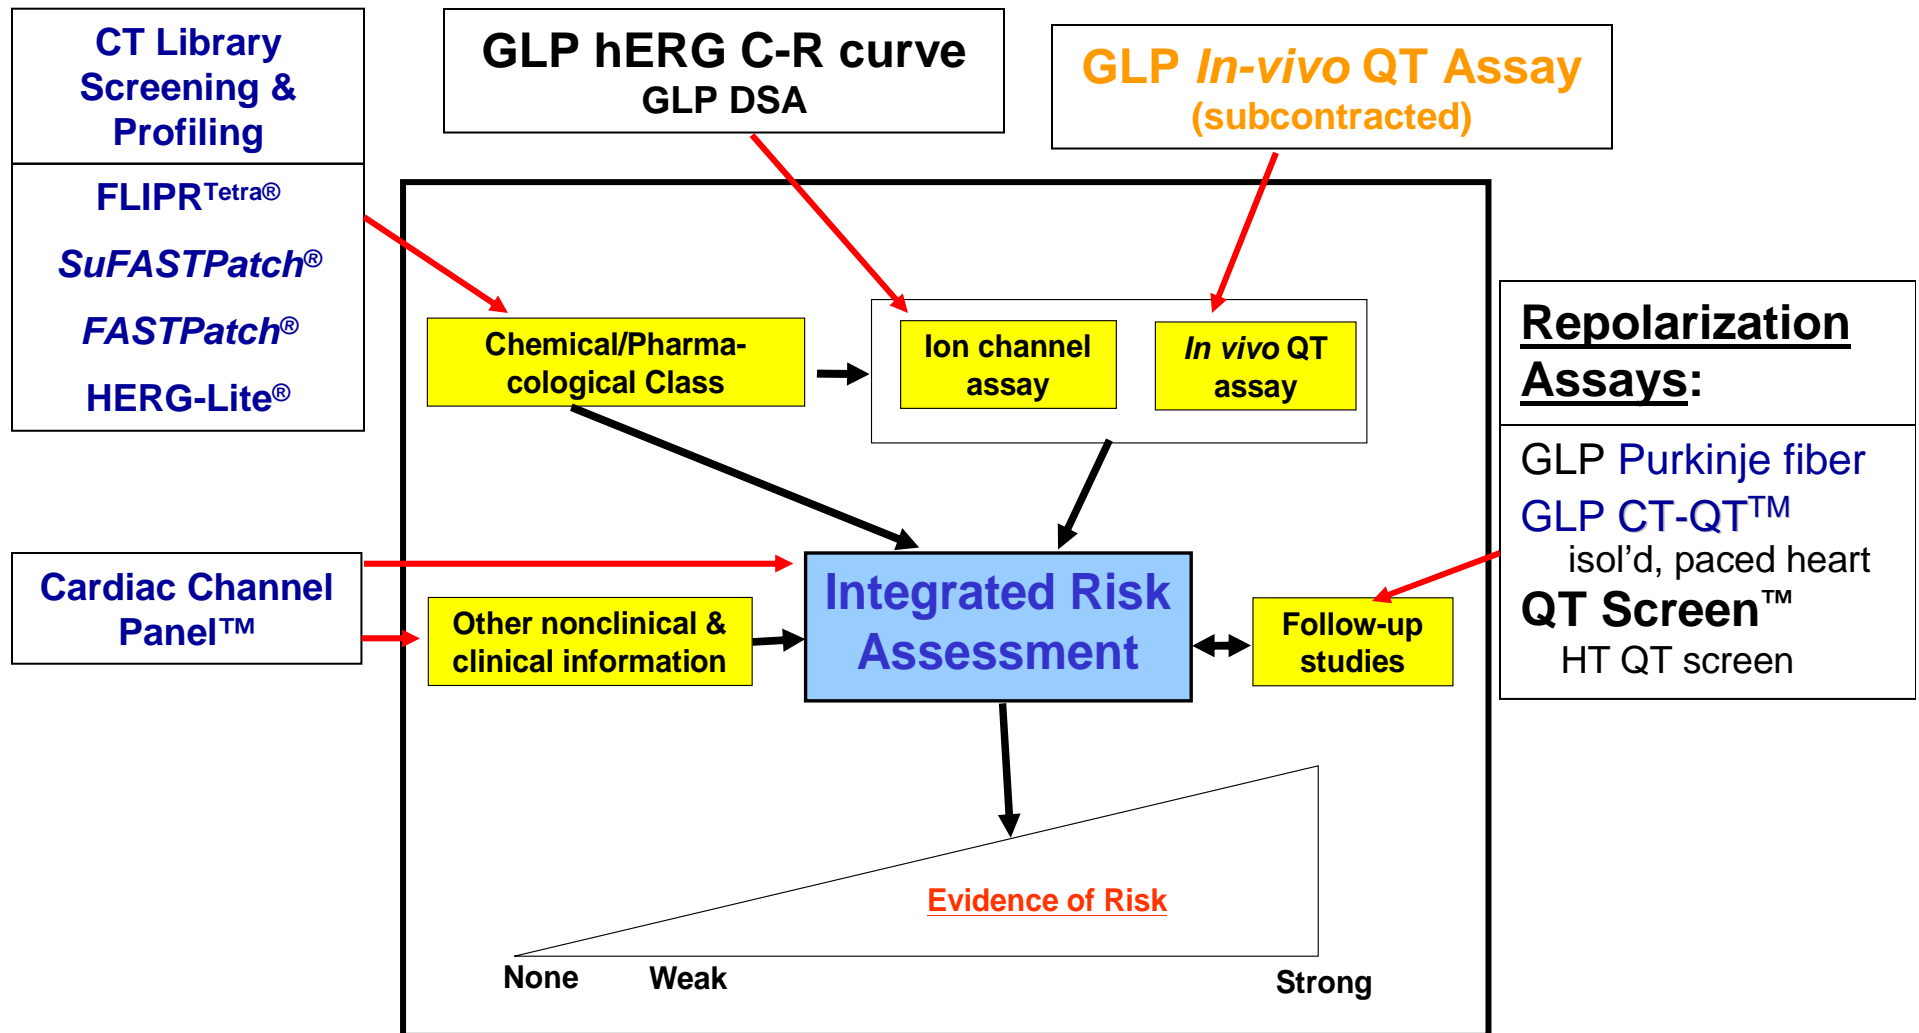 CT Library
Screening &
Profiling
FLIPRTetra®
SuFASTPatch®
FASTPatch®
HERG-Lite®
GLP hERG C-R curve
GLP DSA
GLP In-vivo QT Assay
(subcontracted)
Chemical/Pharma-
cological Class
Ion channel
assay
In vivo QT
assay
Repolarization
Assays:
GLP Purkinje fiber
GLP CT-QT™
isol'd, paced heart
QT Screen™
HT QT screen
Cardiac Channel
Panel™
Other nonclinical &
clinical information
Integrated Risk
Assessment
Follow-up
studies
Evidence of Risk
None
Weak
Strong